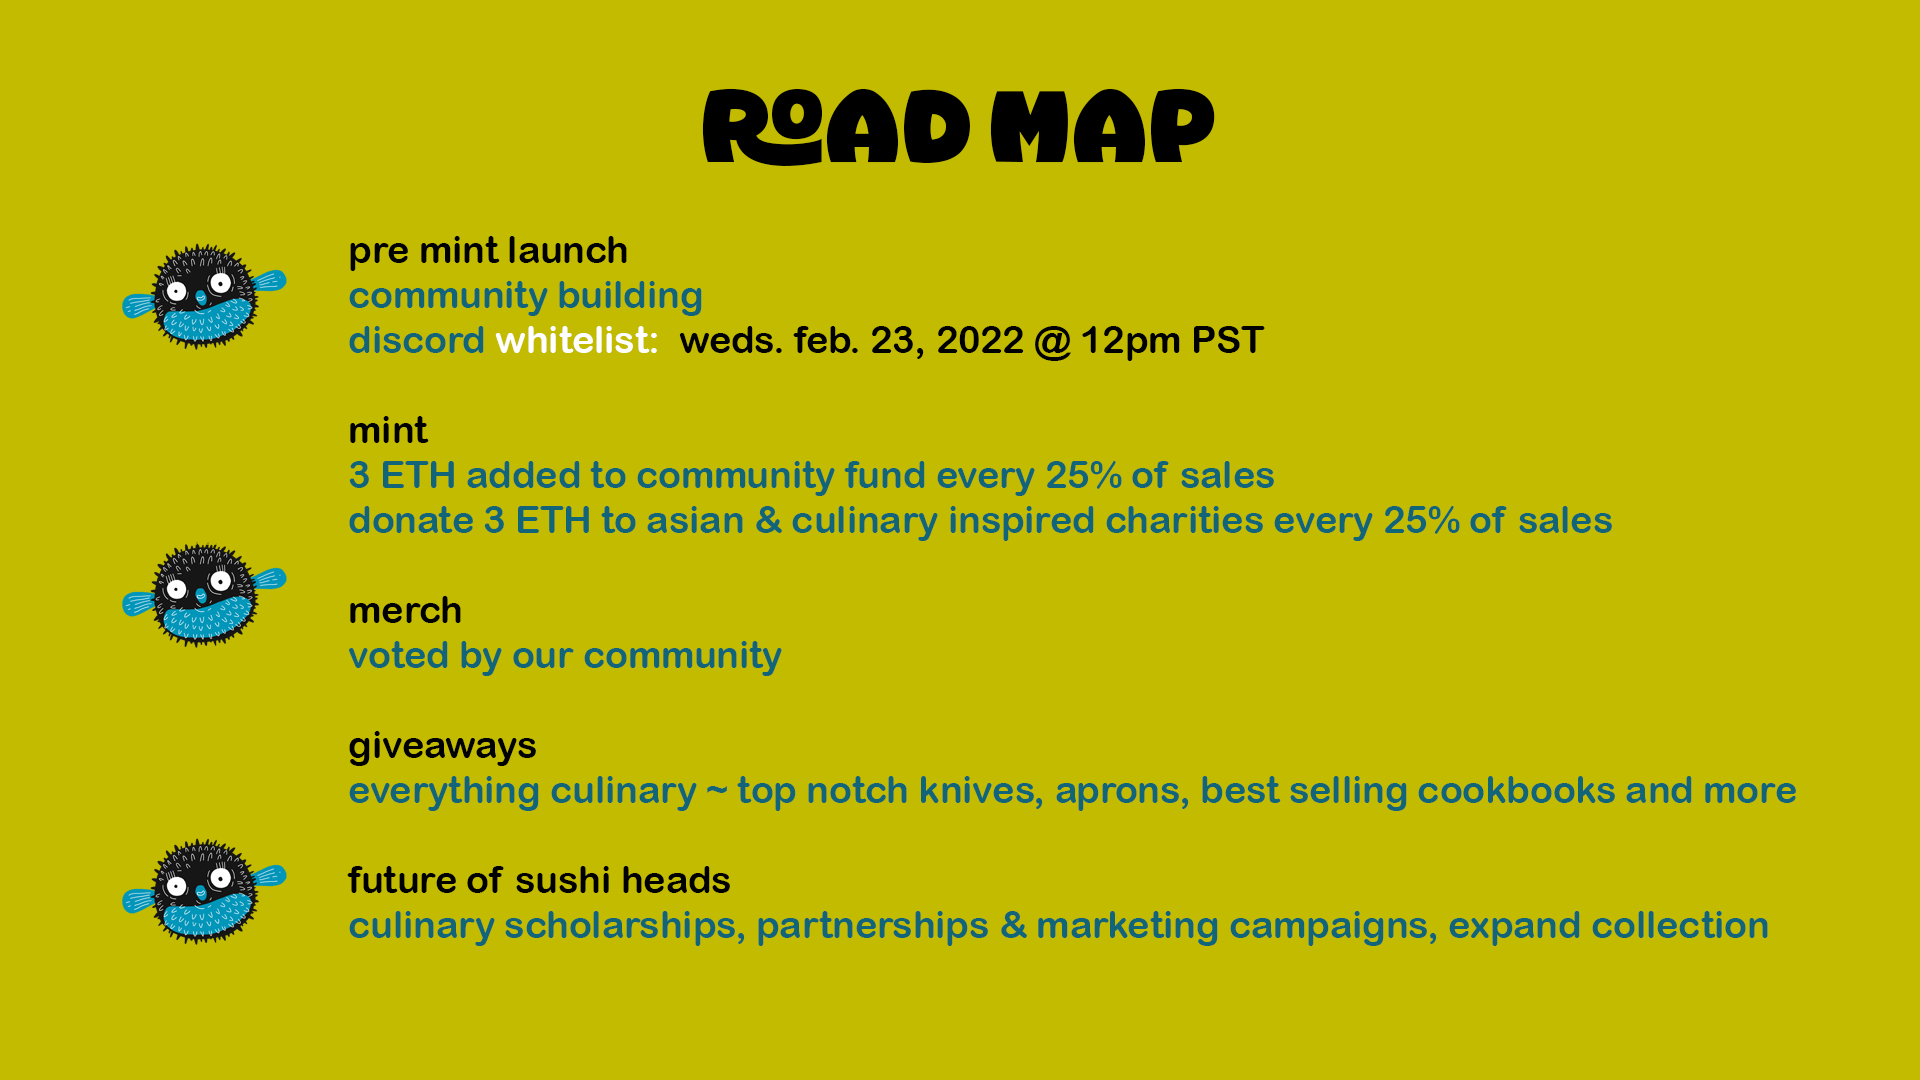 ROAD MAP
pre mint launch
community building
discord whitelist: weds. feb. 23, 2022 @ 12pm PST
mint
3 ETH added to community fund every 25% of sales
donate 3 ETH to asian & culinary inspired charities every 25% of sales
merch
voted by our community
giveaways
everything culinary ~ top notch knives, aprons, best selling cookbooks and more
future of sushi heads
culinary scholarships, partnerships & marketing campaigns, expand collection